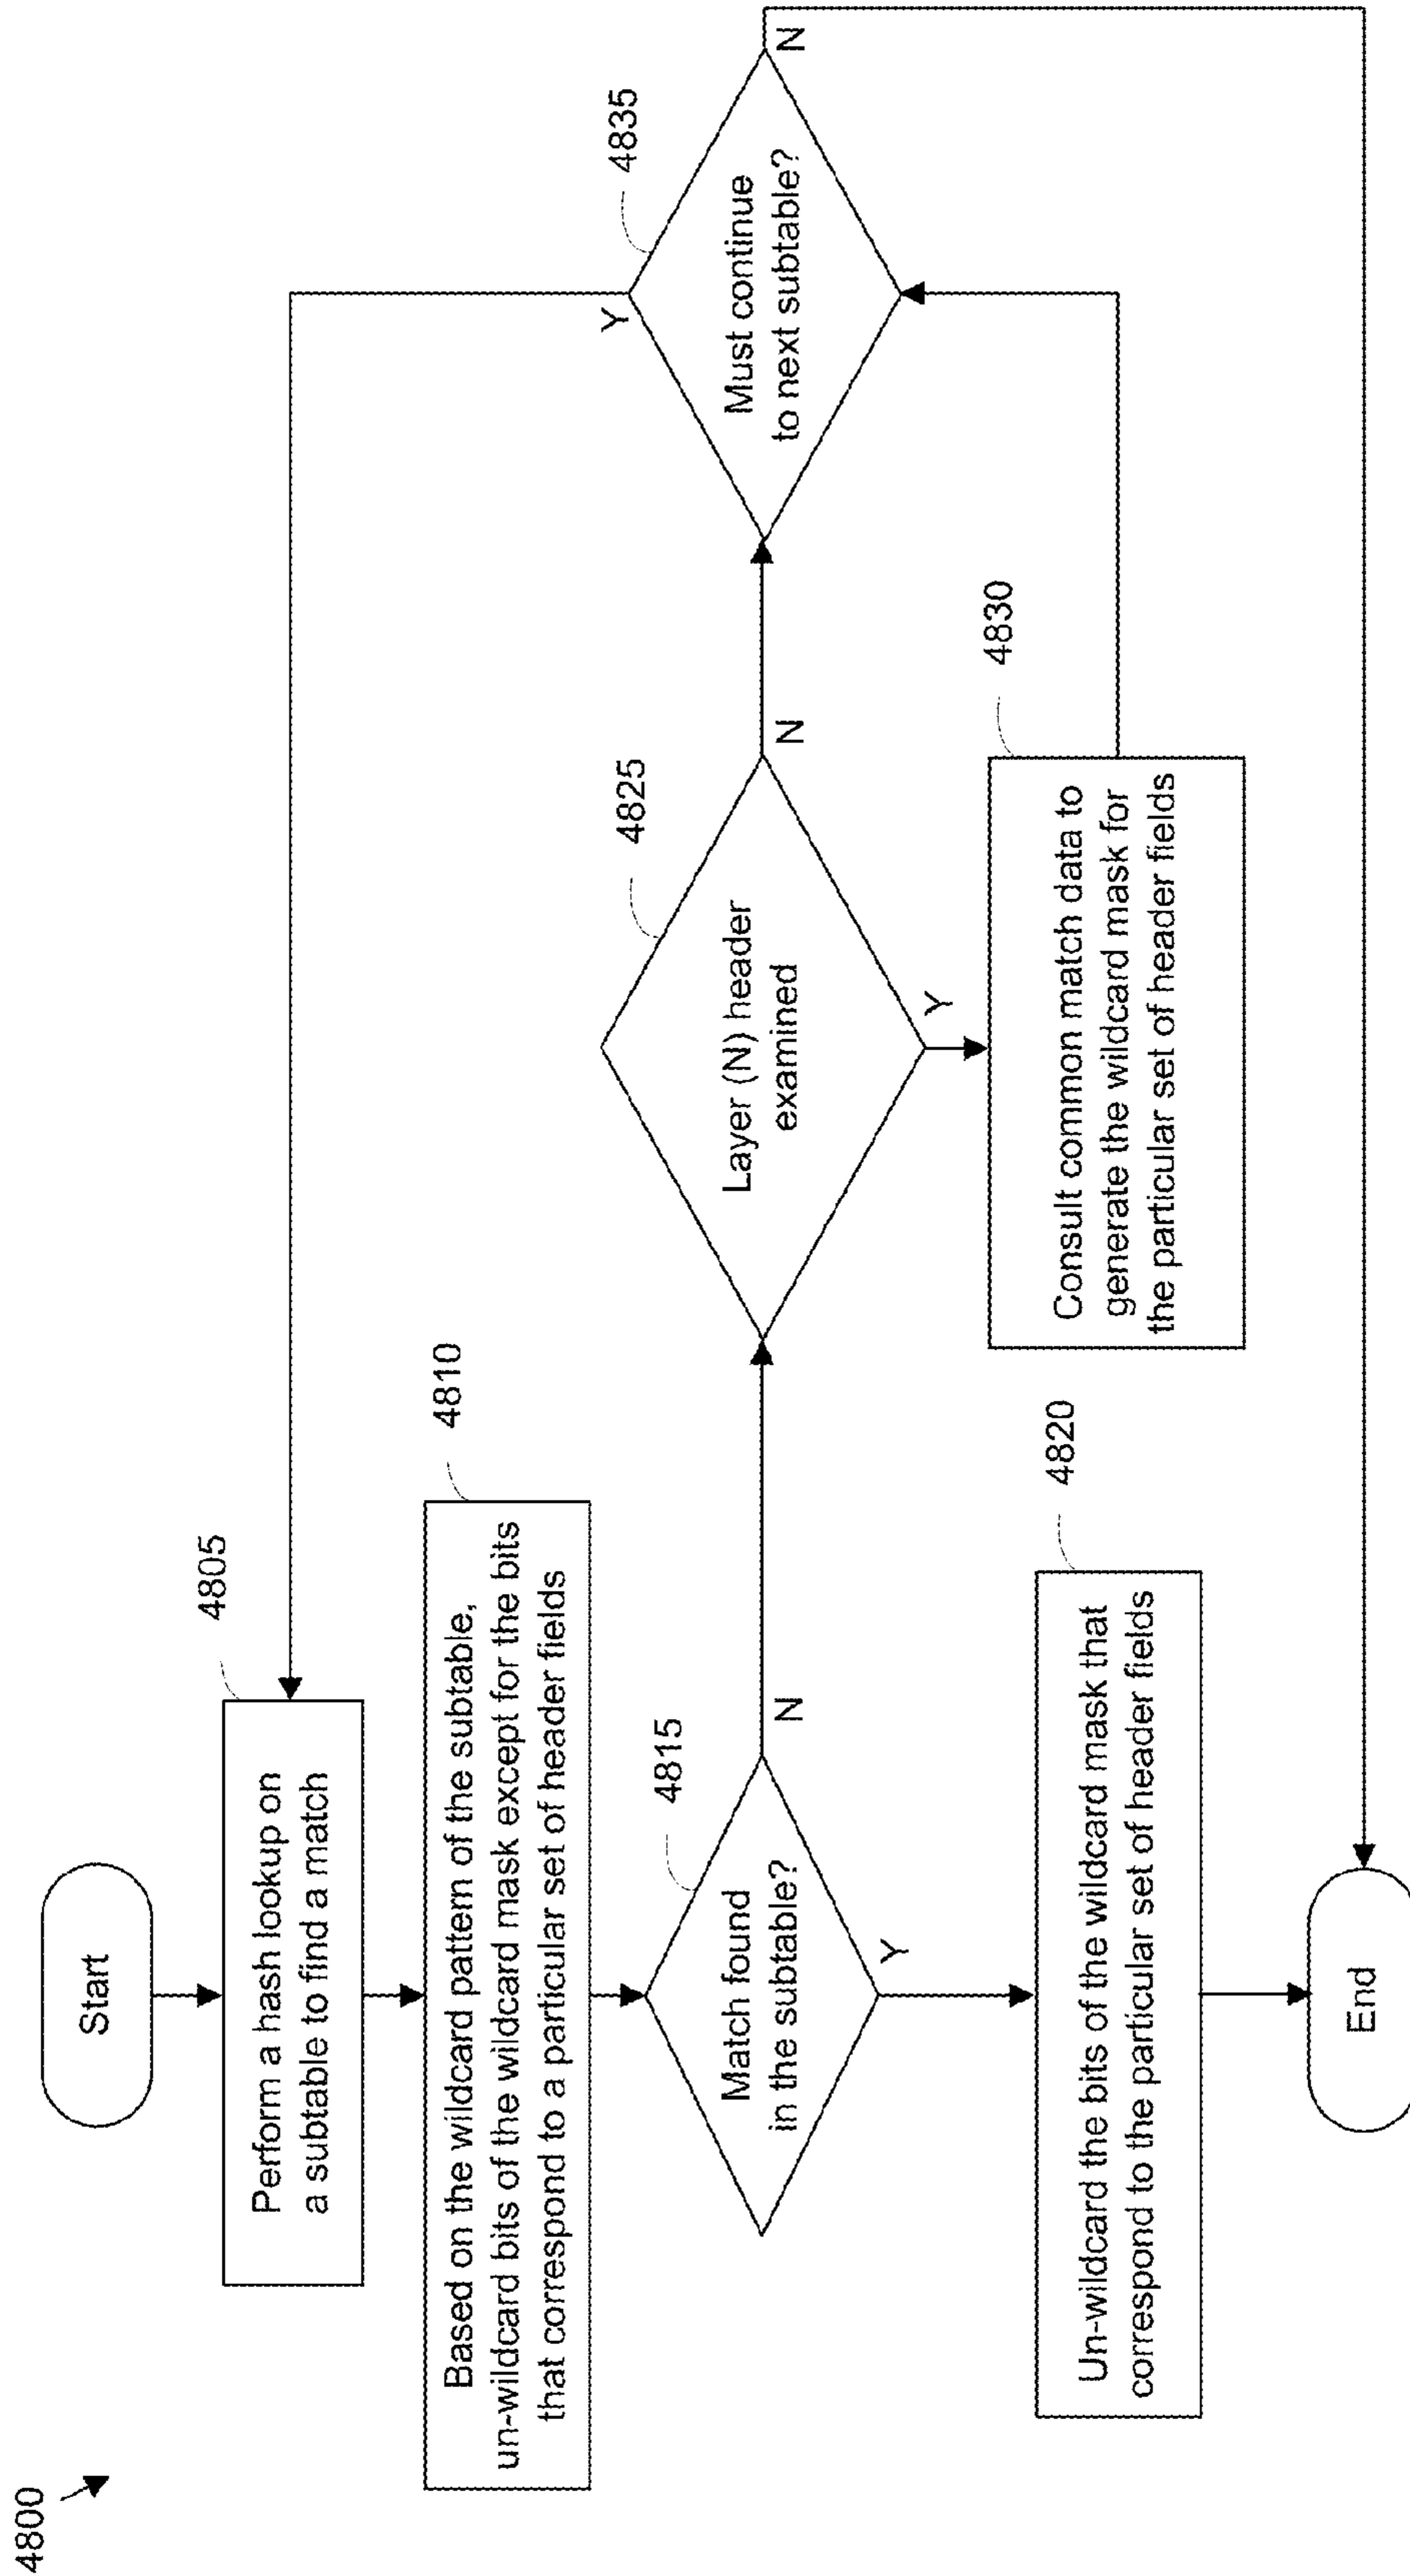 4800
Start
4805
Perform a hash lookup on
a subtable to find a match
4810
Based on the wildcard pattern of the subtable,
un-wildcard bits of the wildcard mask except for the bits
that correspond to a particular set of header fields
4815
Match found
in the subtable?
N
Y
4820
Un-wildcard the bits of the wildcard mask that
correspond to the particular set of header fields
End
4825
Layer (N) header
examined
N
Y
4830
Consult common match data to
generate the wildcard mask for
the particular set of header fields
4835
Must continue
to next subtable?
Y
N